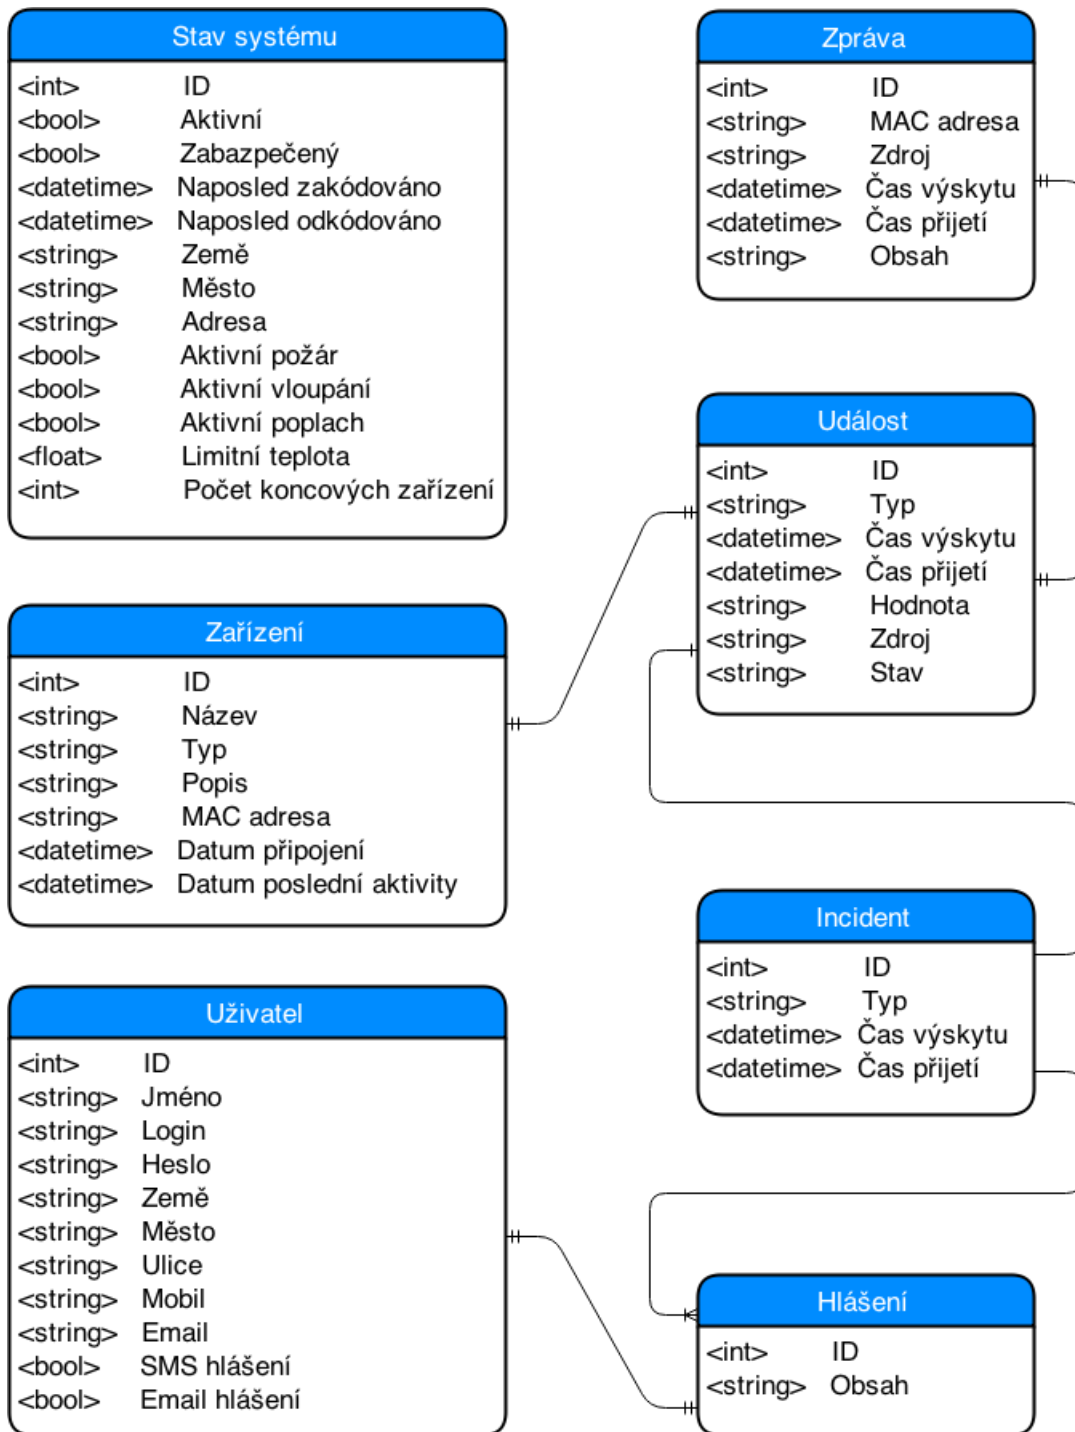 Stav systému
<int> ID
<bool> Aktivní
<bool> Zabazpečený
<datetime> Naposled zakódováno
<datetime> Naposled odkódováno
<string> Země
<string> Město
<string> Adresa
<bool> Aktivní požár
<bool> Aktivní vloupání
<bool> Aktivní poplach
<float> Limitní teplota
<int> Počet koncových zařízení
Zařízení
<int> ID
<string> Název
<string> Typ
<string> Popis
<string> MAC adresa
<datetime> Datum připojení
<datetime> Datum poslední aktivity
Uživatel
<int> ID
<string> Jméno
<string> Login
<string> Heslo
<string> Země
<string> Město
<string> Ulice
<string> Mobil
<string> Email
<bool> SMS hlášení
<bool> Email hlášení
Zpráva
<int> ID
<string> MAC adresa
<string> Zdroj
<datetime> Čas výskytu
<datetime> Čas přijetí
<string> Obsah
Událost
<int> ID
<string> Typ
<datetime> Čas výskytu
<datetime> Čas přijetí
<string> Hodnota
<string> Zdroj
<string> Stav
Incident
<int> ID
<string> Typ
<datetime> Čas výskytu
<datetime> Čas přijetí
Hlášení
<int> ID
<string> Obsah